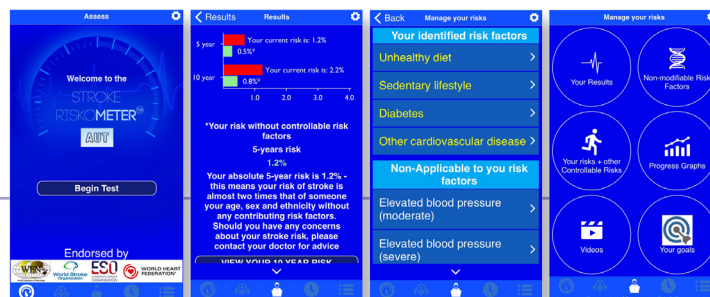 Assess
Welcome to the
STROKE
RISKOMETER™
AUT
Begin Test
Endorsed by
WFN
World Stroke
Organization
ESO
EUROPEAN STROKE
ORGANISATION
WORLD HEART
FEDERATION®
Results
Results
5 year
Your current risk is: 1.2%
0.5%*
10 year
Your current risk is: 2.2%
0.8%*
1.0 2.0 3.0 4.0
*Your risk without controllable risk
factors
5-years risk
1.2%
Your absolute 5-year risk is 1.2% -
this means your risk of stroke is
almost two times that of someone
your age, sex and ethnicity without
any contributing risk factors.
Should you have any concerns
about your stroke risk, please
contact your doctor for advice
VIEW YOUR 10 YEAR RISK
Back
Manage your risks
Your identified risk factors
Unhealthy diet
Sedentary lifestyle
Diabetes
Other cardiovascular disease
Non-Applicable to you risk
factors
Elevated blood pressure
(moderate)
Elevated blood pressure
(severe)
Manage your risks
Your Results
Non-modifiable Risk
Factors
Your risks + other
Controllable Risks
Progress Graphs
Videos
Your goals